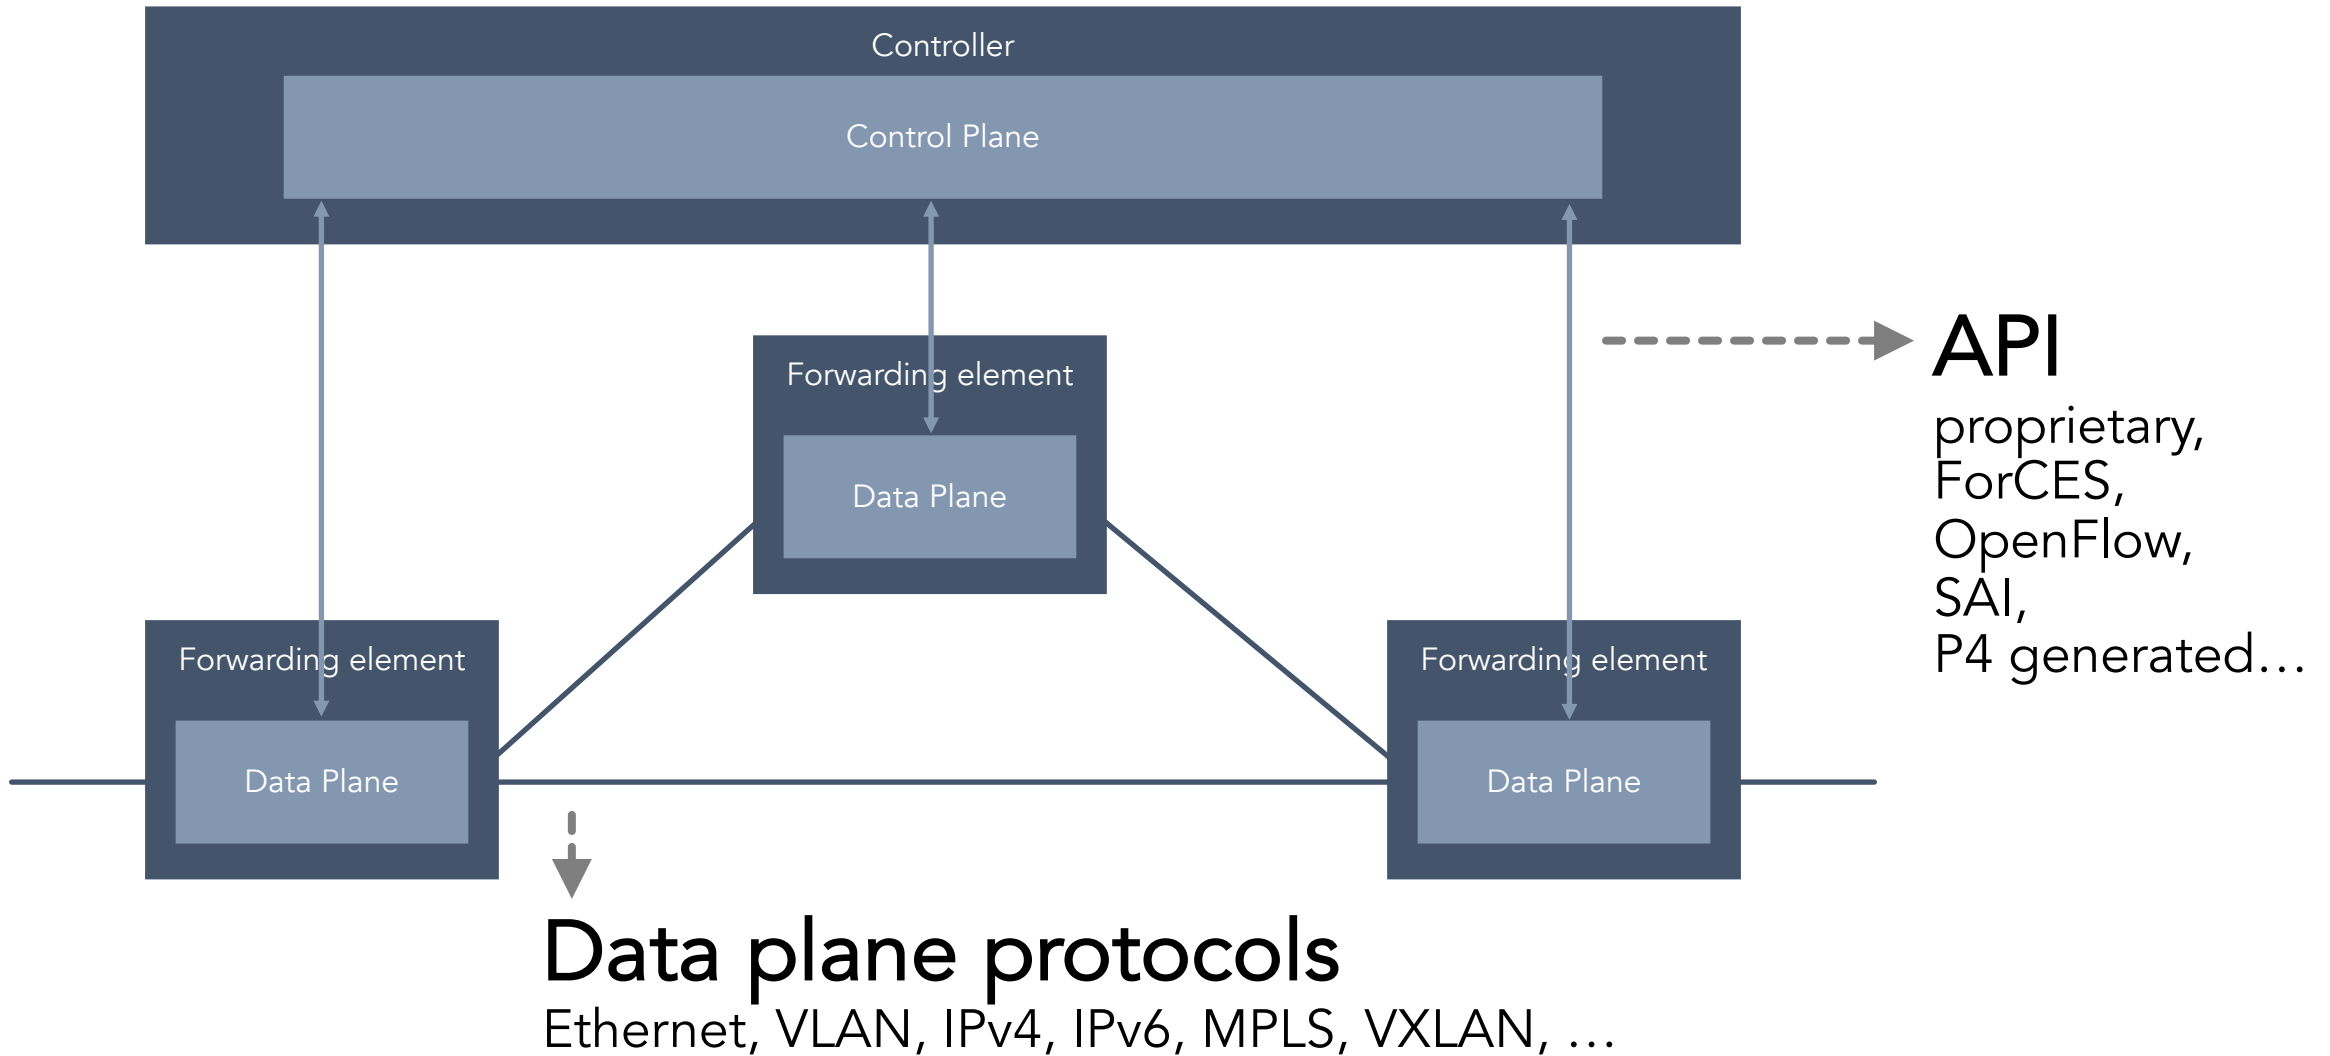 Controller
Control Plane
Forwarding element
Data Plane
Forwarding element
Data Plane
Forwarding element
Data Plane
API
proprietary,
ForCES,
OpenFlow,
SAI,
P4 generated…
Data plane protocols
Ethernet, VLAN, IPv4, IPv6, MPLS, VXLAN, …